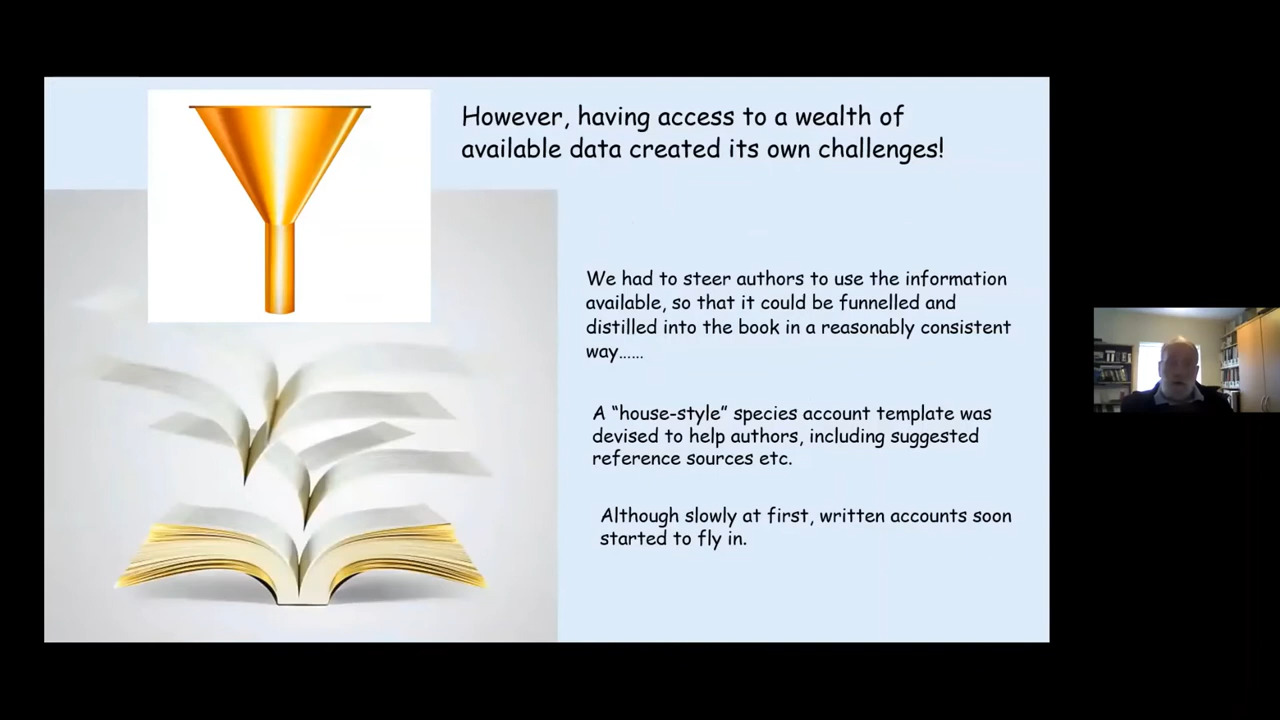 However, having access to a wealth of
available data created its own challenges!
We had to steer authors to use the information
available, so that it could be funnelled and
distilled into the book in a reasonably consistent
way……
A “house-style” species account template was
devised to help authors, including suggested
reference sources etc.
Although slowly at first, written accounts soon
started to fly in.